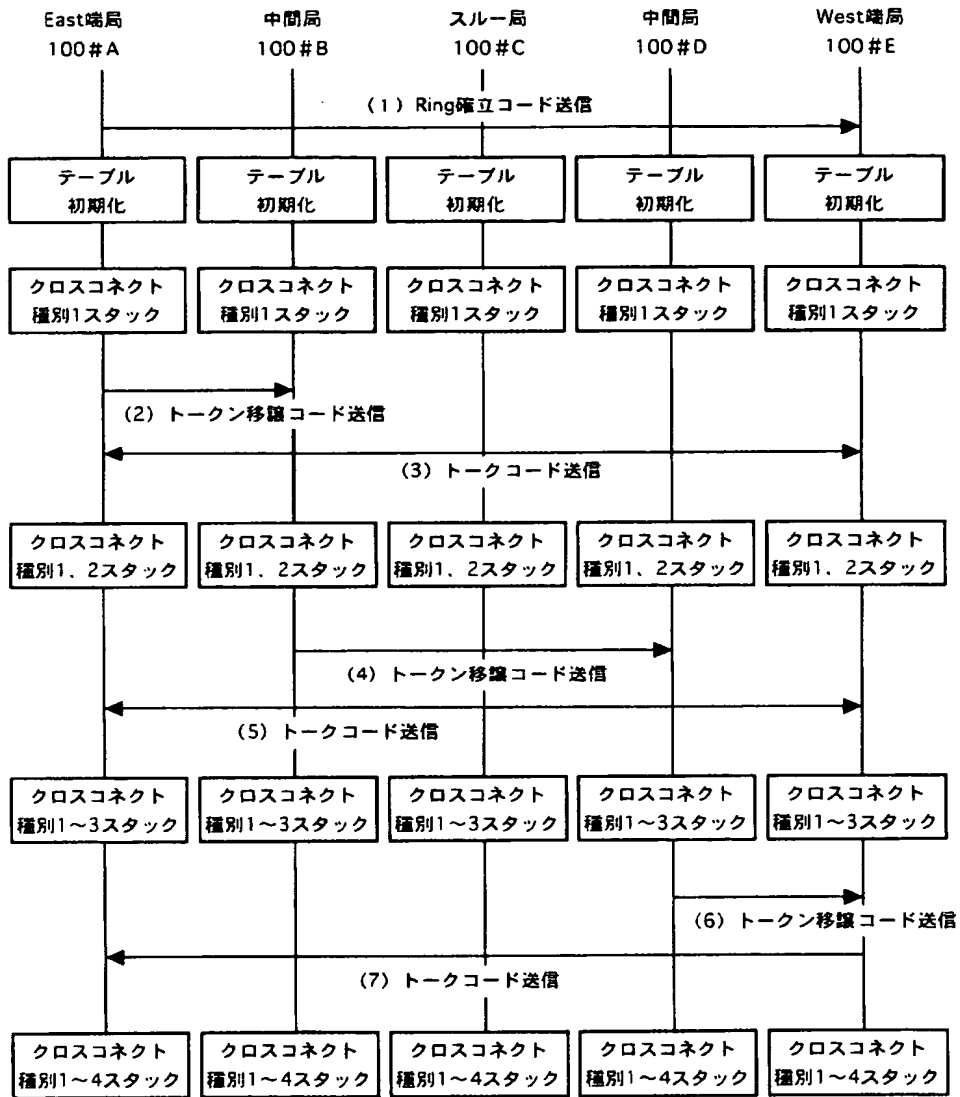 East端局 中間局 スルー局 中間局 West端局
100#A 100#B 100#C 100#D 100#E
(1) Ring確立コード送信
テーブル テーブル テーブル テーブル テーブル
初期化 初期化 初期化 初期化 初期化
クロスコネクト クロスコネクト クロスコネクト クロスコネクト クロスコネクト
種別1スタック 種別1スタック 種別1スタック 種別1スタック 種別1スタック
(2) トークン移譲コード送信
(3) トークコード送信
クロスコネクト クロスコネクト クロスコネクト クロスコネクト クロスコネクト
種別1、2スタック 種別1、2スタック 種別1、2スタック 種別1、2スタック 種別1、2スタック
(4) トークン移譲コード送信
(5) トークコード送信
クロスコネクト クロスコネクト クロスコネクト クロスコネクト クロスコネクト
種別1～3スタック 種別1～3スタック 種別1～3スタック 種別1～3スタック 種別1～3スタック
(6) トークン移譲コード送信
(7) トークコード送信
クロスコネクト クロスコネクト クロスコネクト クロスコネクト クロスコネクト
種別1～4スタック 種別1～4スタック 種別1～4スタック 種別1～4スタック 種別1～4スタック